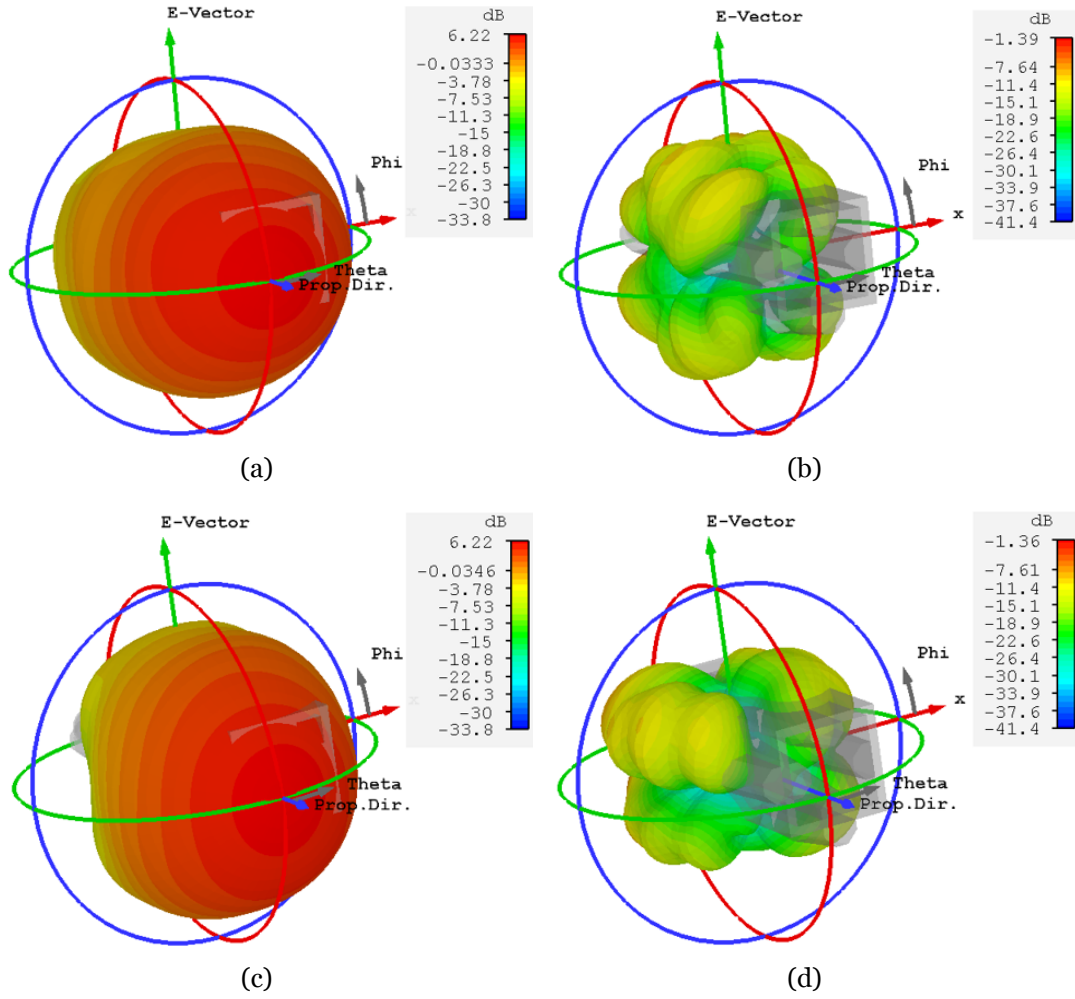 E-Vector
dB
6.22
-0.0333
-3.78
-7.53
-11.3
-15
-18.8
-22.5
-26.3
-30
-33.8
Phi
x
Theta
Prop.Dir.
(a)
E-Vector
dB
-1.39
-7.64
-11.4
-15.1
-18.9
-22.6
-26.4
-30.1
-33.9
-37.6
-41.4
Phi
x
Theta
Prop.Dir.
(b)
E-Vector
dB
6.22
-0.0346
-3.78
-7.53
-11.3
-15
-18.8
-22.5
-26.3
-30
-33.8
Phi
x
Theta
Prop.Dir.
(c)
E-Vector
dB
-1.36
-7.61
-11.4
-15.1
-18.9
-22.6
-26.4
-30.1
-33.9
-37.6
-41.4
Phi
x
Theta
Prop.Dir.
(d)